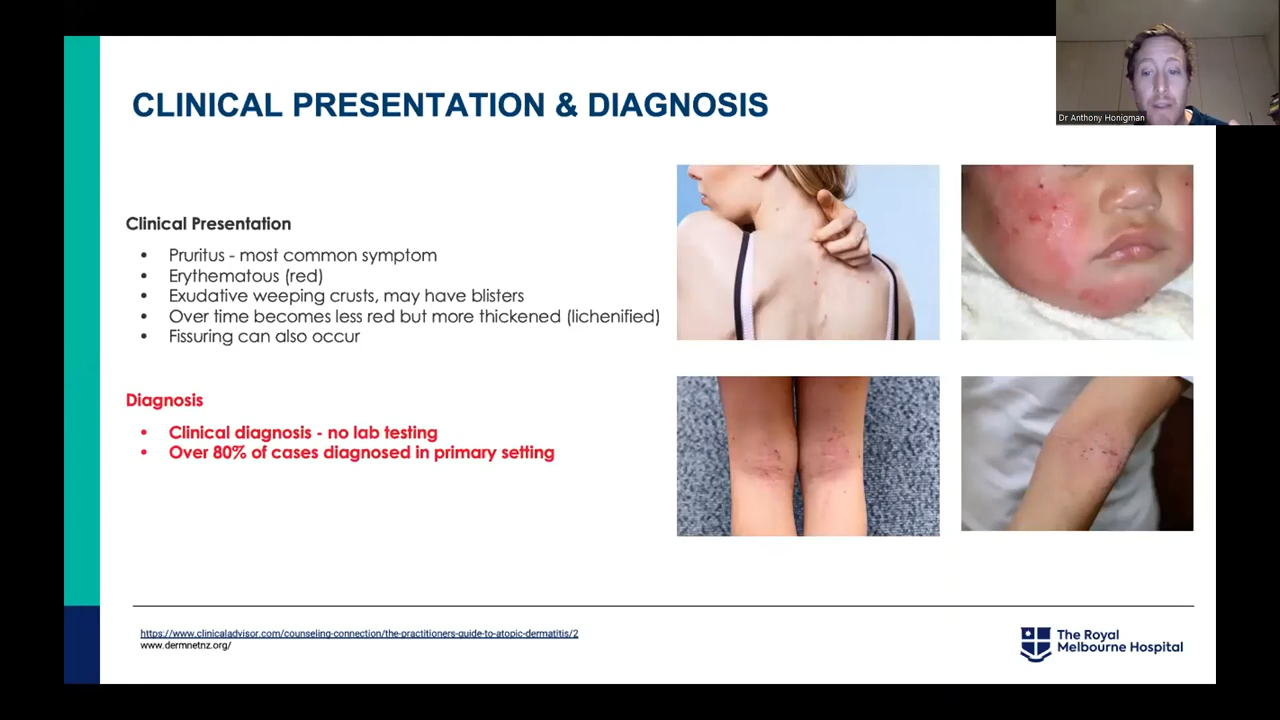 Dr Anthony Honigman
CLINICAL PRESENTATION & DIAGNOSIS
Clinical Presentation
• Pruritus - most common symptom
• Erythematous (red)
• Exudative weeping crusts, may have blisters
• Over time becomes less red but more thickened (lichenified)
• Fissuring can also occur
Diagnosis
• Clinical diagnosis - no lab testing
• Over 80% of cases diagnosed in primary setting
https://www.clinicaladvisor.com/counseling-connection/the-practitioners-guide-to-atopic-dermatitis/2
www.dermnetnz.org/
The Royal
Melbourne Hospital